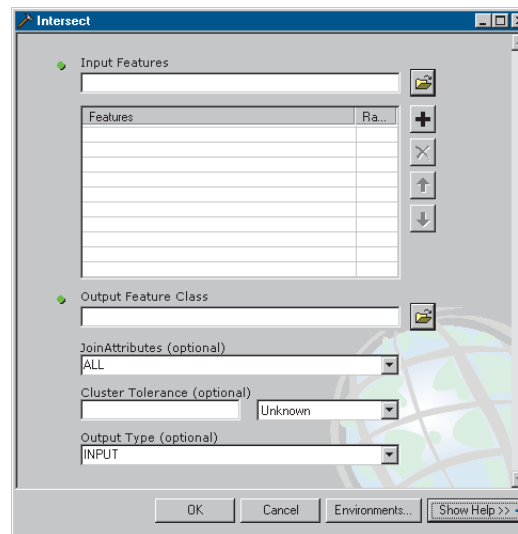 Intersect
Input Features
Features Ra...
Output Feature Class
JoinAttributes (optional)
ALL
Cluster Tolerance (optional)
Unknown
Output Type (optional)
INPUT
OK Cancel Environments... Show Help >>